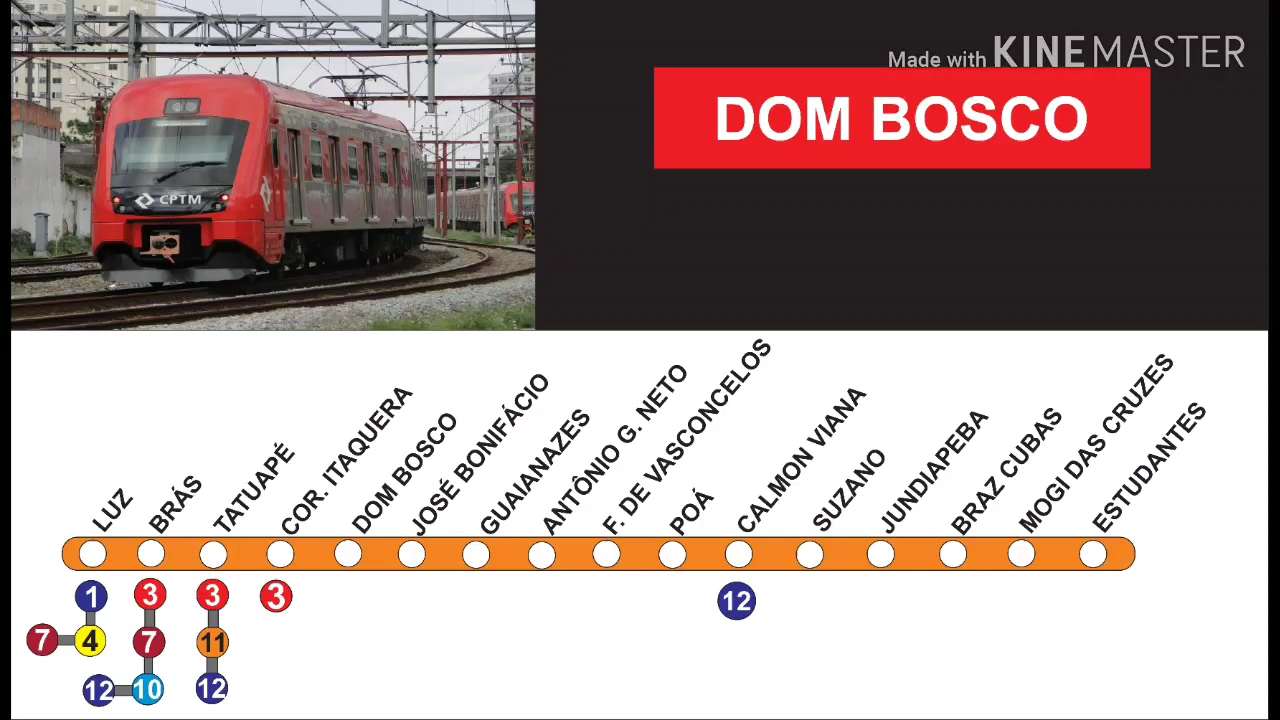 Made with KINEMASTER
DOM BOSCO
CPTM
LUZ
BRÁS
TATUAPÉ
COR. ITAQUERA
DOM BOSCO
JOSÉ BONIFÁCIO
GUAIANAZES
ANTÔNIO G. NETO
F. DE VASCONCELOS
POÁ
CALMON VIANA
SUZANO
JUNDIAPEBA
BRAZ CUBAS
MOGI DAS CRUZES
ESTUDANTES
1 3 3 3 12
7 4 7 11
12 10 12